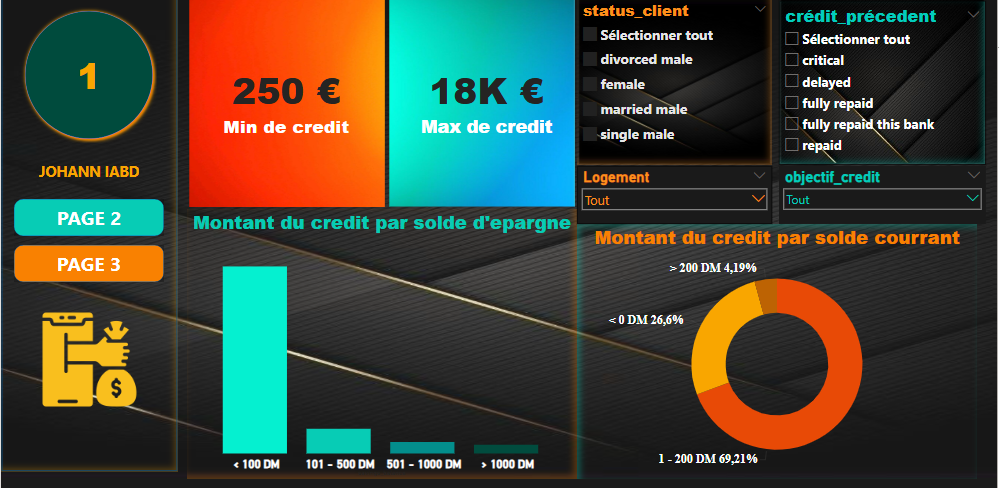 1
JOHANN IABD
PAGE 2
PAGE 3
$
250 €
Min de credit
18K €
Max de credit
status_client
Sélectionner tout
divorced male
female
married male
single male
crédit_précedent
Sélectionner tout
critical
delayed
fully repaid
fully repaid this bank
repaid
Logement
Tout
objectif_credit
Tout
Montant du credit par solde d'epargne
< 100 DM
101 - 500 DM
501 - 1000 DM
> 1000 DM
Montant du credit par solde courrant
> 200 DM 4,19%
< 0 DM 26,6%
1 - 200 DM 69,21%